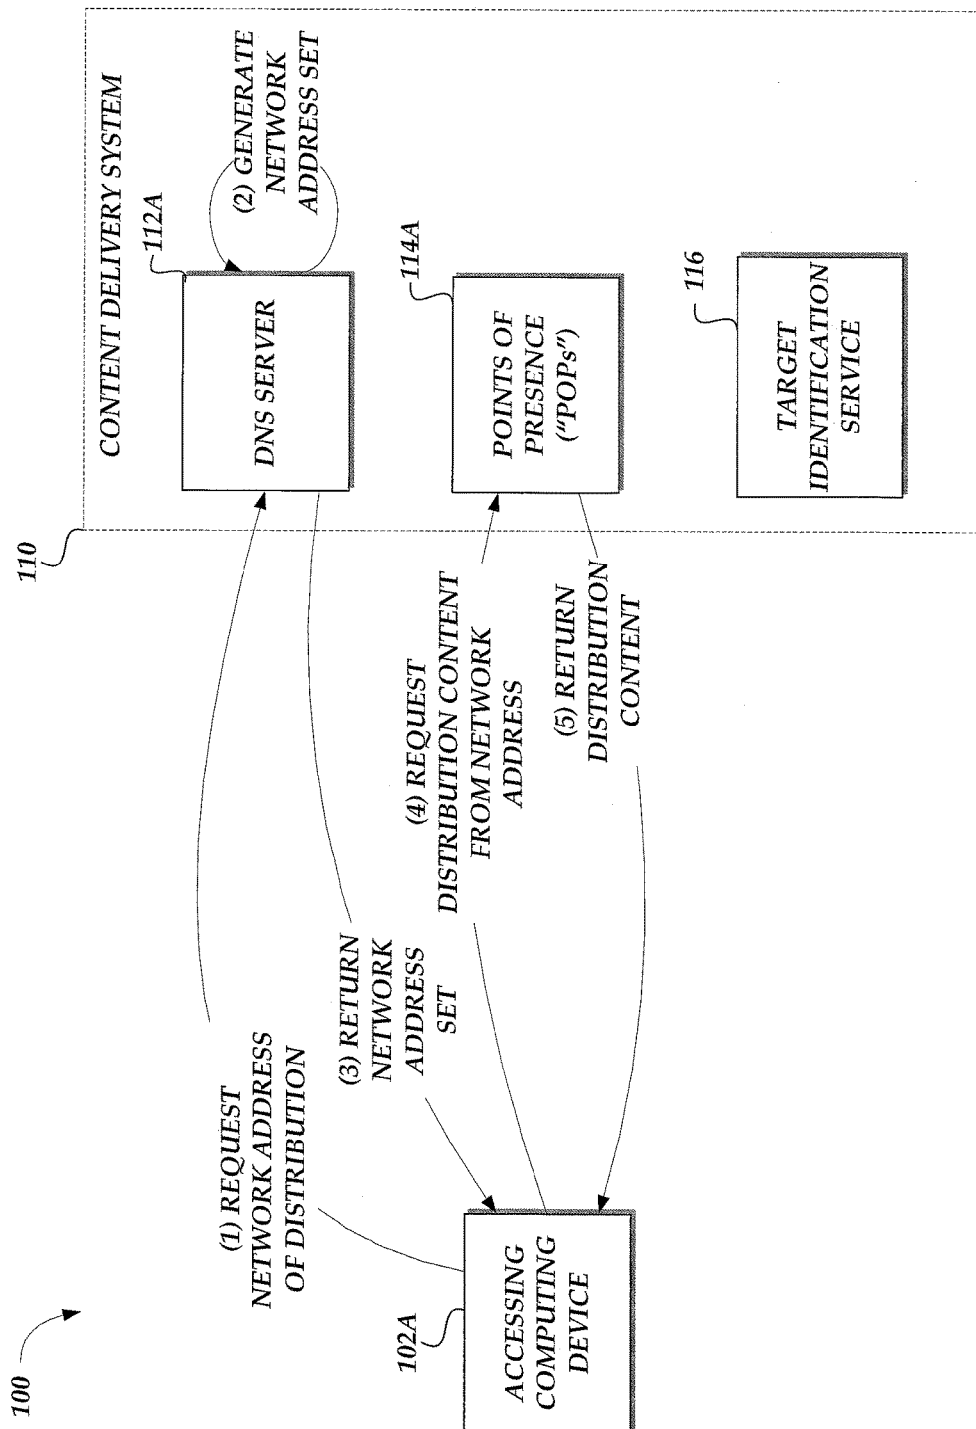 100
110
CONTENT DELIVERY SYSTEM
112A
DNS SERVER
(2) GENERATE
NETWORK
ADDRESS SET
(1) REQUEST
NETWORK ADDRESS
OF DISTRIBUTION
(3) RETURN
NETWORK
ADDRESS
SET
102A
ACCESSING
COMPUTING
DEVICE
(4) REQUEST
DISTRIBUTION CONTENT
FROM NETWORK
ADDRESS
114A
POINTS OF
PRESENCE
("POPs")
(5) RETURN
DISTRIBUTION
CONTENT
116
TARGET
IDENTIFICATION
SERVICE